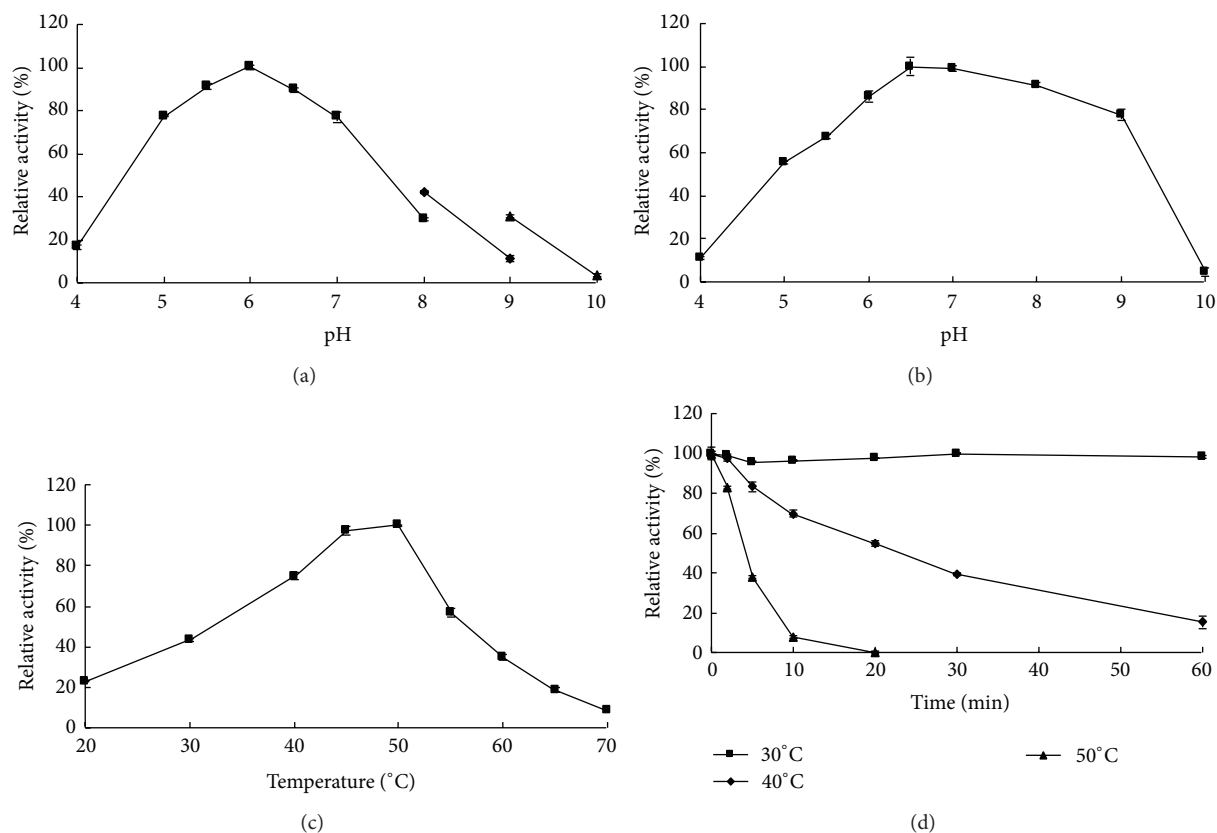 120
100
80
60
40
20
0
Relative activity (%)
4 5 6 7 8 9 10
pH
(a)
120
100
80
60
40
20
0
Relative activity (%)
4 5 6 7 8 9 10
pH
(b)
120
100
80
60
40
20
0
Relative activity (%)
20 30 40 50 60 70
Temperature (˚C)
(c)
120
100
80
60
40
20
0
Relative activity (%)
0 10 20 30 40 50 60
Time (min)
30˚C 50˚C
40˚C
(d)